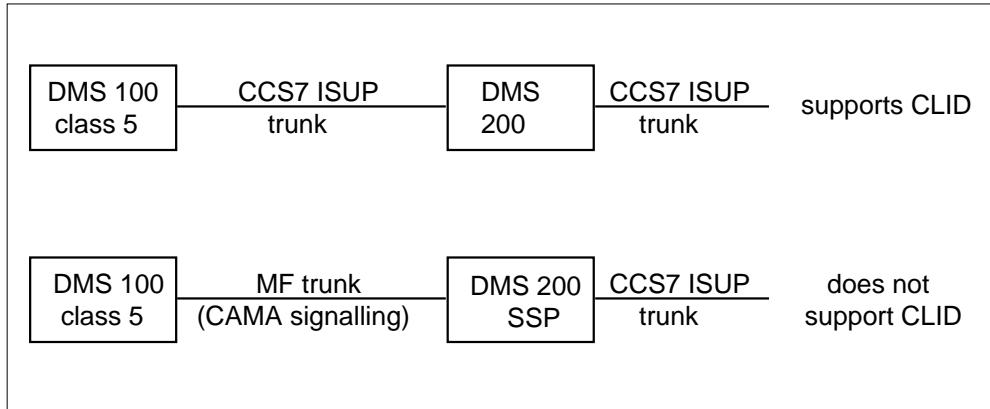 DMS 100
class 5
CCS7 ISUP
trunk
DMS
200
CCS7 ISUP
trunk
supports CLID
DMS 100
class 5
MF trunk
(CAMA signalling)
DMS 200
SSP
CCS7 ISUP
trunk
does not
support CLID